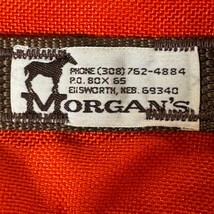 PHONE (308) 762-4884
P.O. BOX 65
ELLSWORTH, NEB. 69340
MORGAN'S